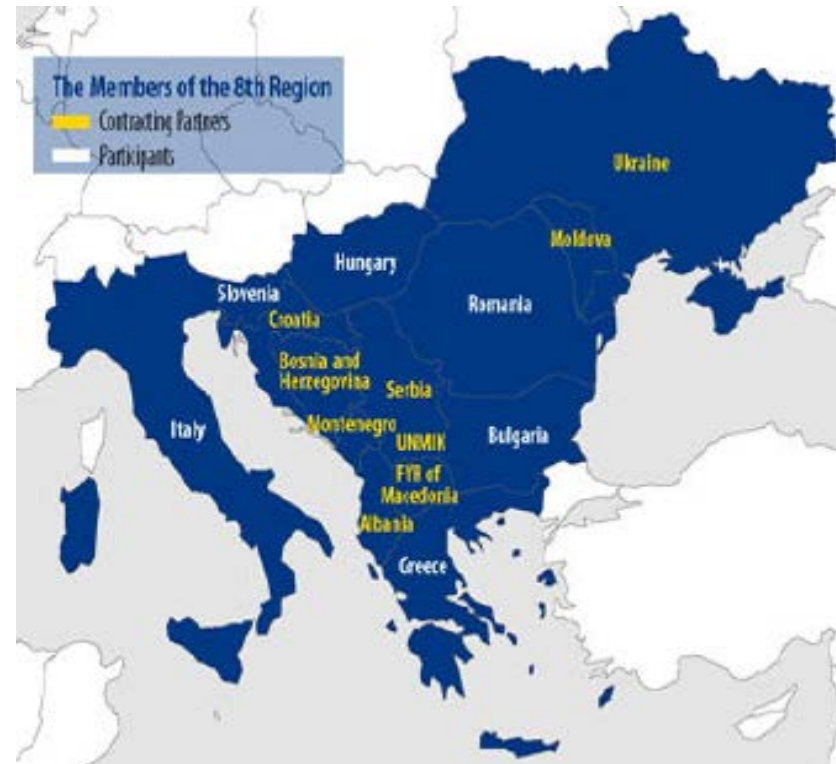 The Members of the 8th Region
Contracting Partners
Participants
Ukraine
Moldova
Hungary
Slovenia
Romania
Croatia
Bosnia and
Herzegovina
Serbia
Montenegro
Italy
UNMIK
Bulgaria
FYR of
Macedonia
Albania
Greece